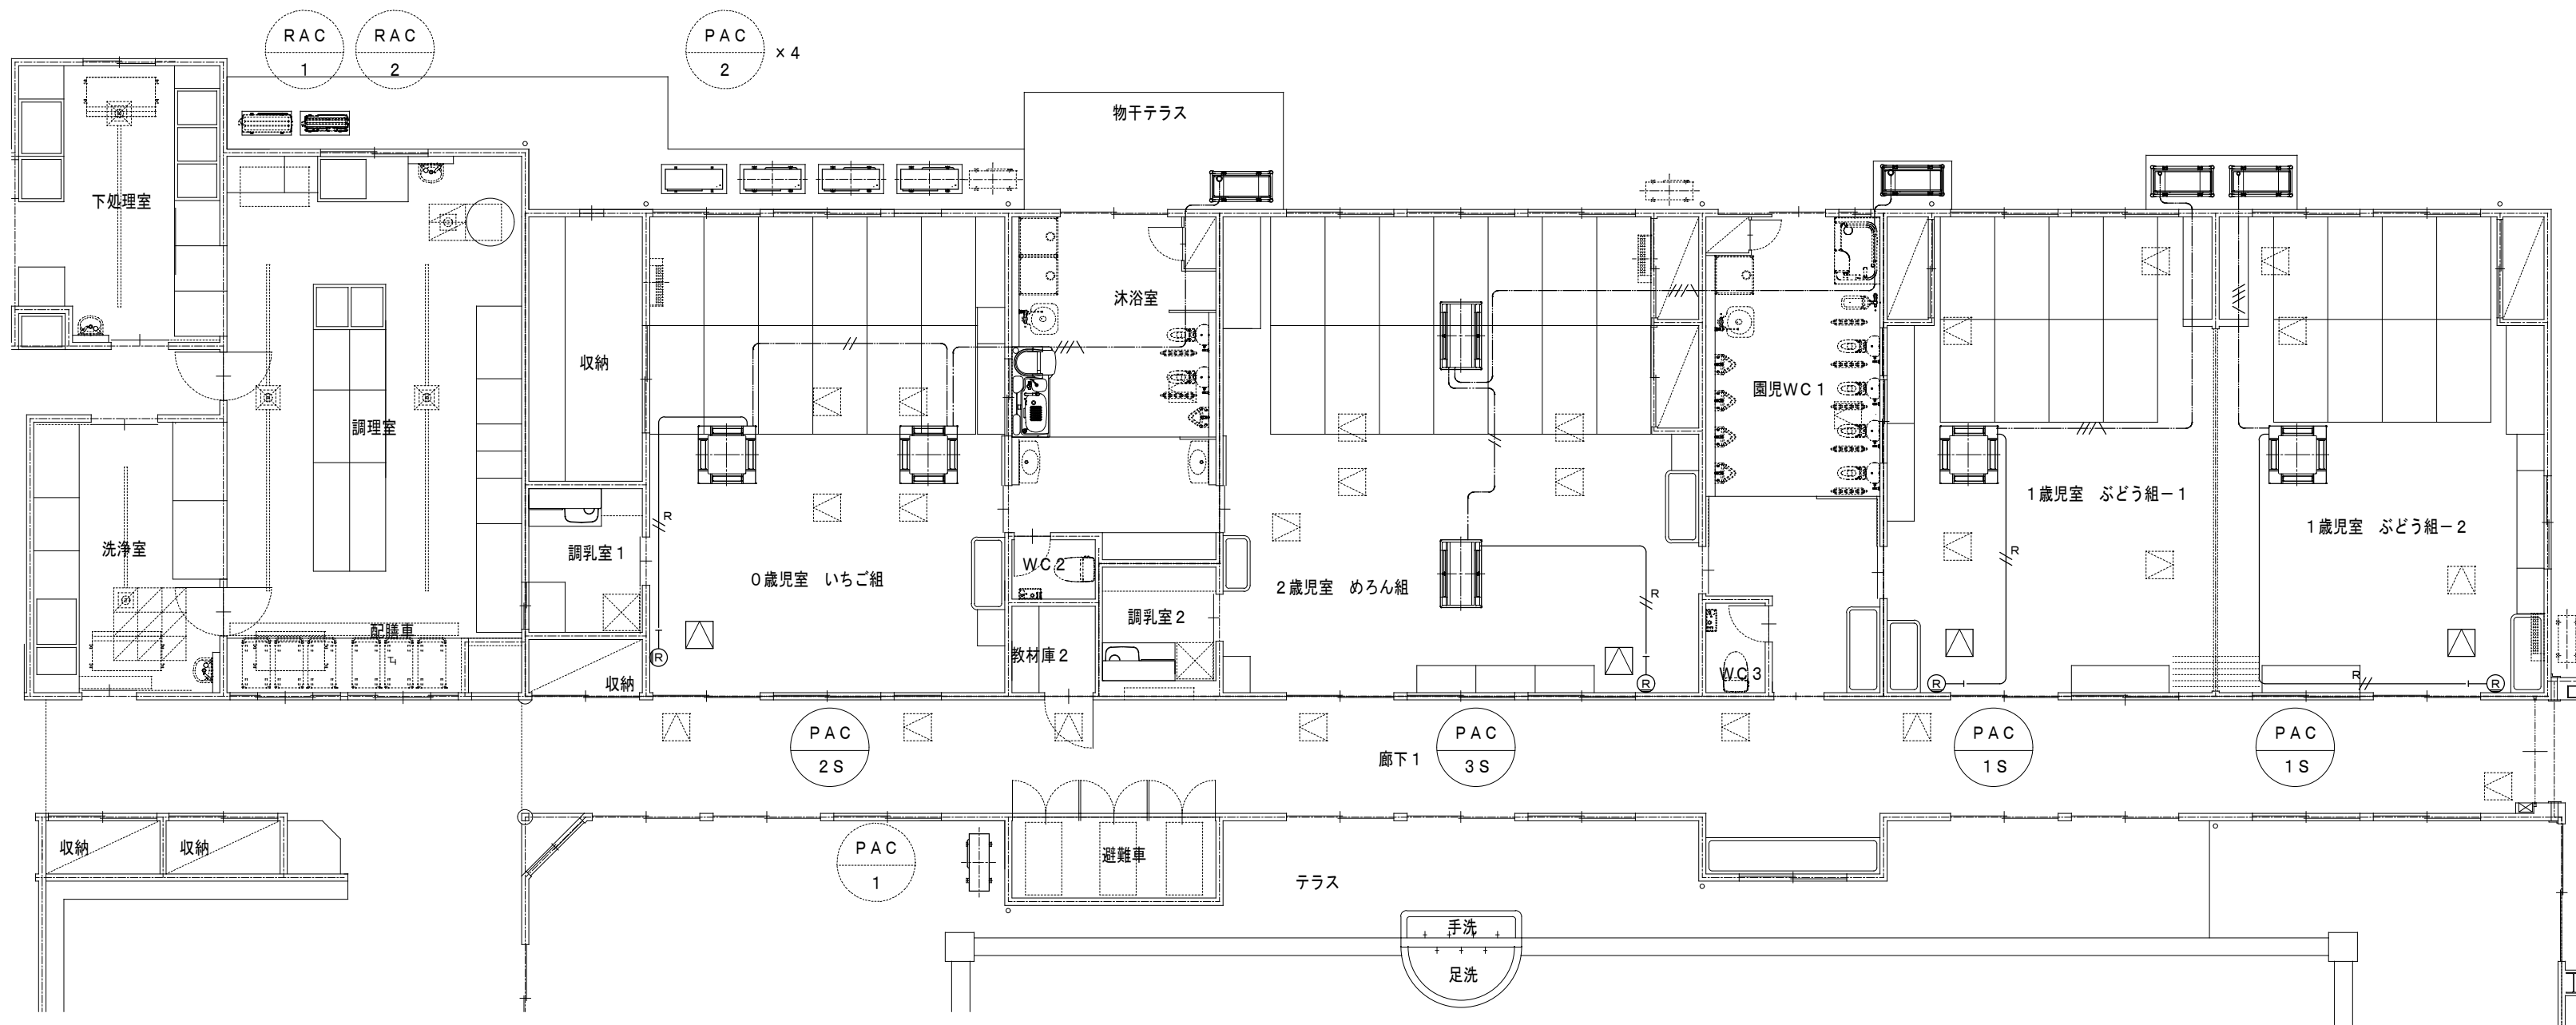 RAC
1
RAC
2
PAC
2
×4
物干テラス
下処理室
沐浴室
収納
園児WC1
調理室
1歳児室 ぶどう組-1
1歳児室 ぶどう組-2
R
洗浄室
調乳室1
WC2
0歳児室 いちご組
2歳児室 めろん組
R
R
調乳室2
配膳車
教材庫2
R
R
WC3
収納
R
R
R
PAC
2S
PAC
3S
PAC
1S
PAC
1S
廊下1
収納
収納
PAC
1
避難車
テラス
手洗
足洗